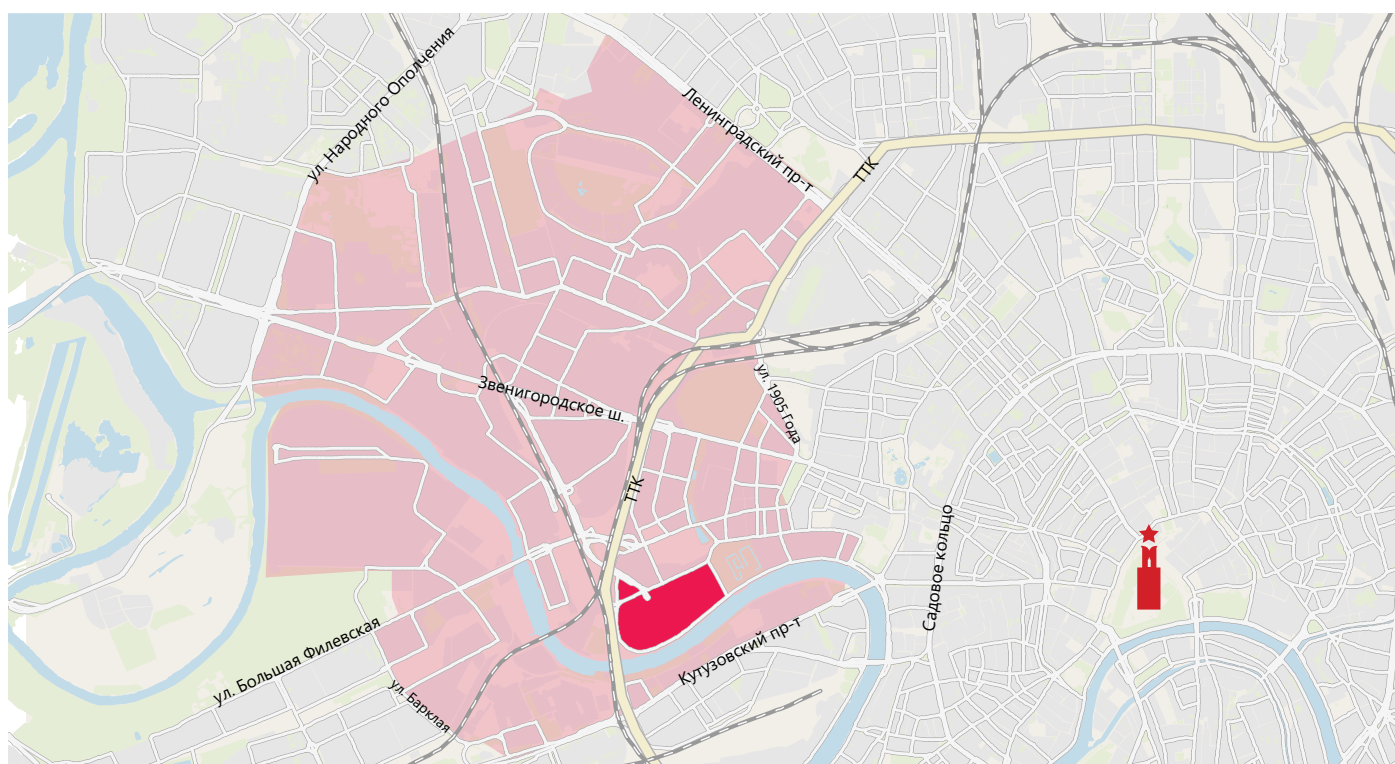 ул. Народного Ополчения
Ленинградский пр-т
ТТК
Звенигородское ш.
ул. 1905 Года
ТТК
Садовое кольцо
ул. Большая Филевская
Кутузовский пр-т
ул. Барклая